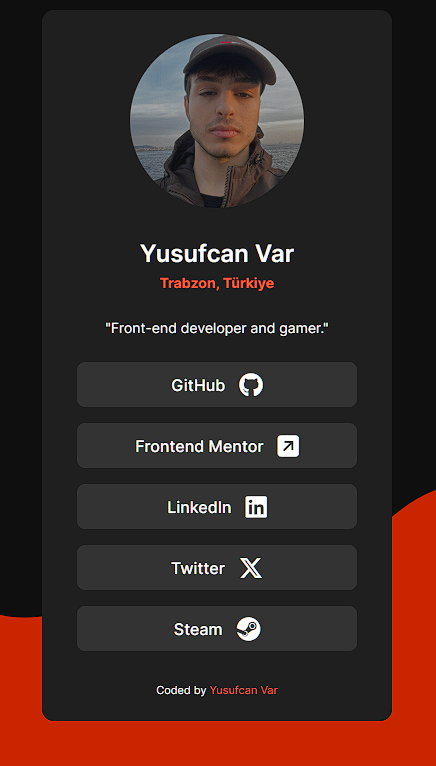 Yusufcan Var
Trabzon, Türkiye
"Front-end developer and gamer."
GitHub
Frontend Mentor
LinkedIn
Twitter
Steam
Coded by Yusufcan Var